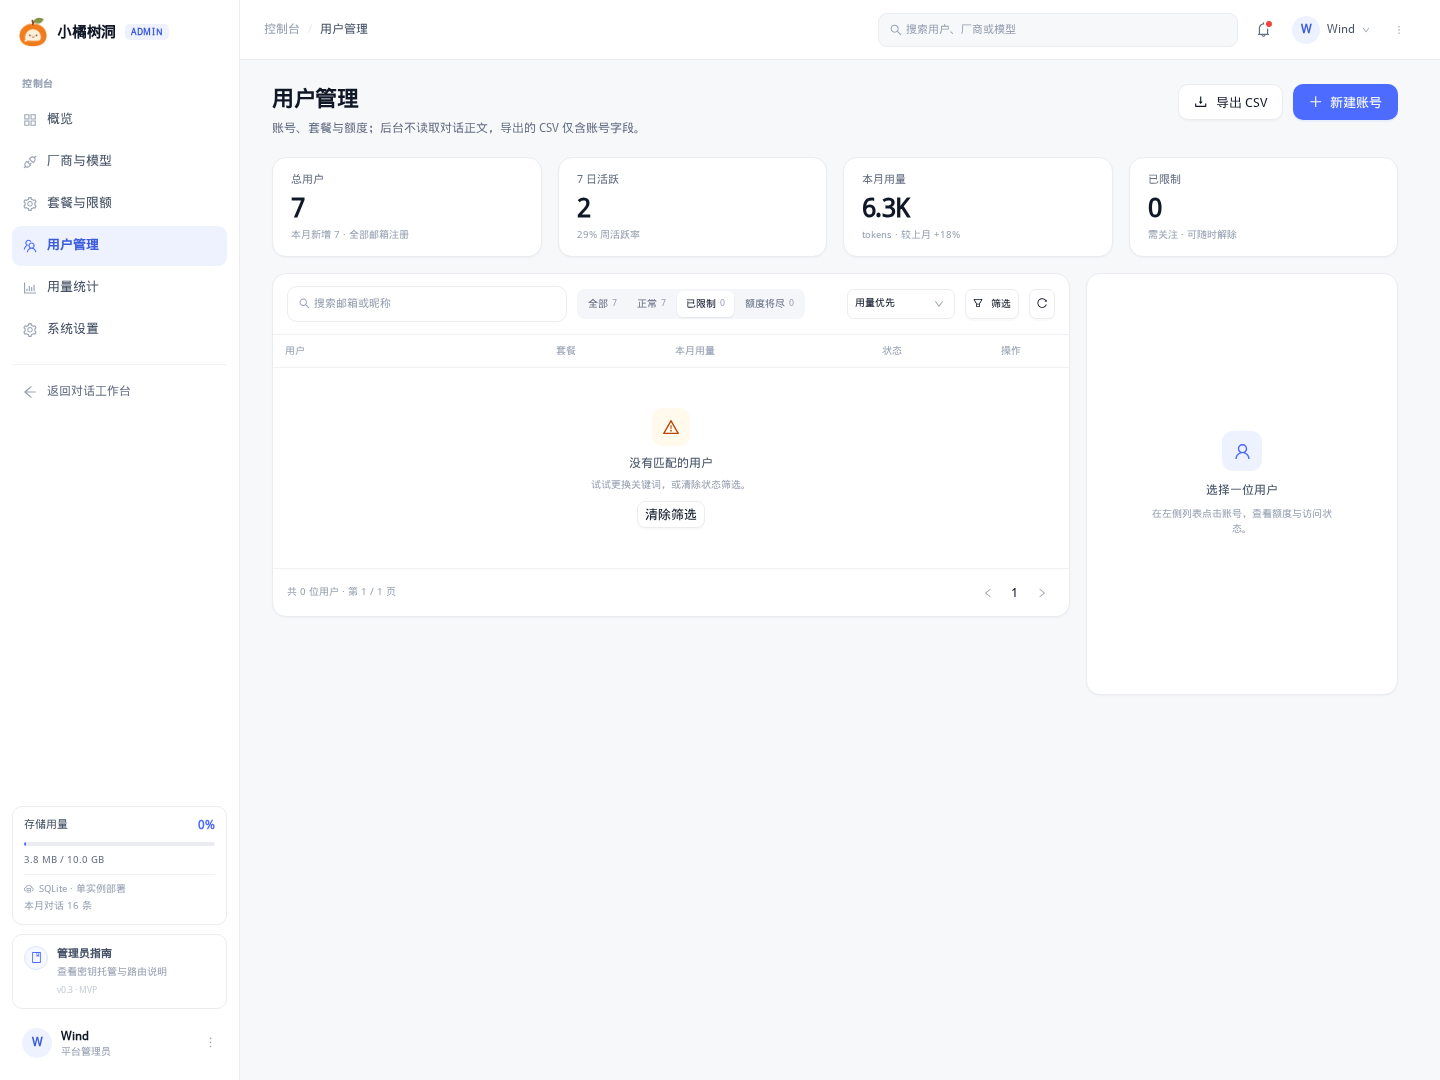 小橘树洞 ADMIN
控制台
概览
厂商与模型
套餐与限额
用户管理
用量统计
系统设置
返回对话工作台
存储用量 0%
3.8 MB / 10.0 GB
SQLite · 单实例部署
本月对话 16 条
管理员指南
查看密钥托管与路由说明
v0.3 · MVP
W Wind
平台管理员
控制台 / 用户管理
搜索用户、厂商或模型
W Wind
用户管理
账号、套餐与额度；后台不读取对话正文，导出的 CSV 仅含账号字段。
导出 CSV
新建账号
总用户
7
本月新增 7 · 全部邮箱注册
7 日活跃
2
29% 周活跃率
本月用量
6.3K
tokens · 较上月 +18%
已限制
0
需关注 · 可随时解除
搜索邮箱或昵称
全部 7 正常 7 已限制 0 额度将尽 0
用量优先
筛选
用户 套餐 本月用量 状态 操作
没有匹配的用户
试试更换关键词，或清除状态筛选。
清除筛选
共 0 位用户 · 第 1 / 1 页
1
选择一位用户
在左侧列表点击账号，查看额度与访问状
态。